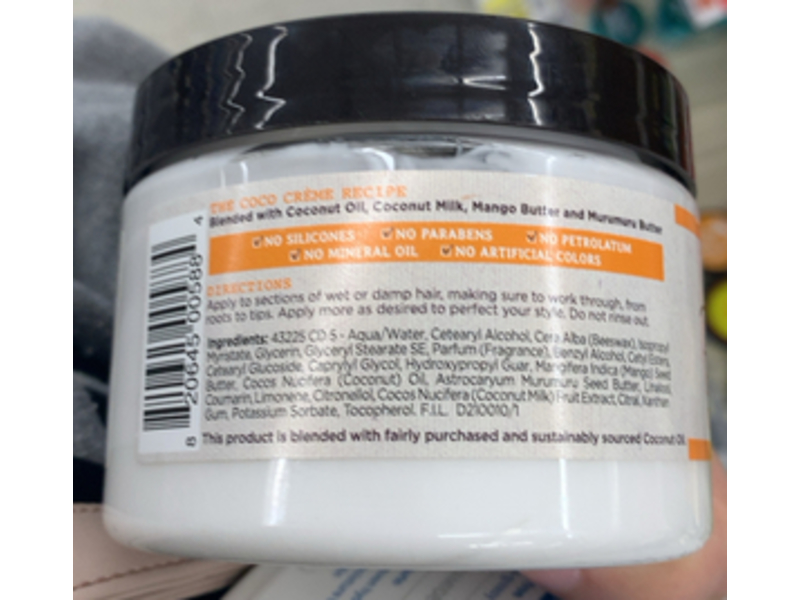 THE COCO CRÈME RECIPE
Blended with Coconut Oil, Coconut Milk, Mango Butter and Murumuru Butter
NO SILICONES NO PARABENS NO PETROLATUM
NO MINERAL OIL NO ARTIFICIAL COLORS
DIRECTIONS
Apply to sections of wet or damp hair, making sure to work through, from
roots to tips. Apply more as desired to perfect your style. Do not rinse out.
Ingredients: 43225 CD 5 - Aqua/Water, Cetearyl Alcohol, Cera Alba (Beeswax), Isopropyl
Myristate, Glycerin, Glyceryl Stearate SE, Parfum (Fragrance), Benzyl Alcohol, Cetyl Esters,
Cetearyl Glucoside, Caprylyl Glycol, Hydroxypropyl Guar, Mangifera Indica (Mango) Seed
Butter, Cocos Nucifera (Coconut) Oil, Astrocaryum Murumuru Seed Butter, Linalool,
Coumarin, Limonene, Citronellol, Cocos Nucifera (Coconut Milk) Fruit Extract, Citral, Xanthan
Gum, Potassium Sorbate, Tocopherol. F.I.L. D210010/1
This product is blended with fairly purchased and sustainably sourced Coconut Oil
8 20645 00588 4